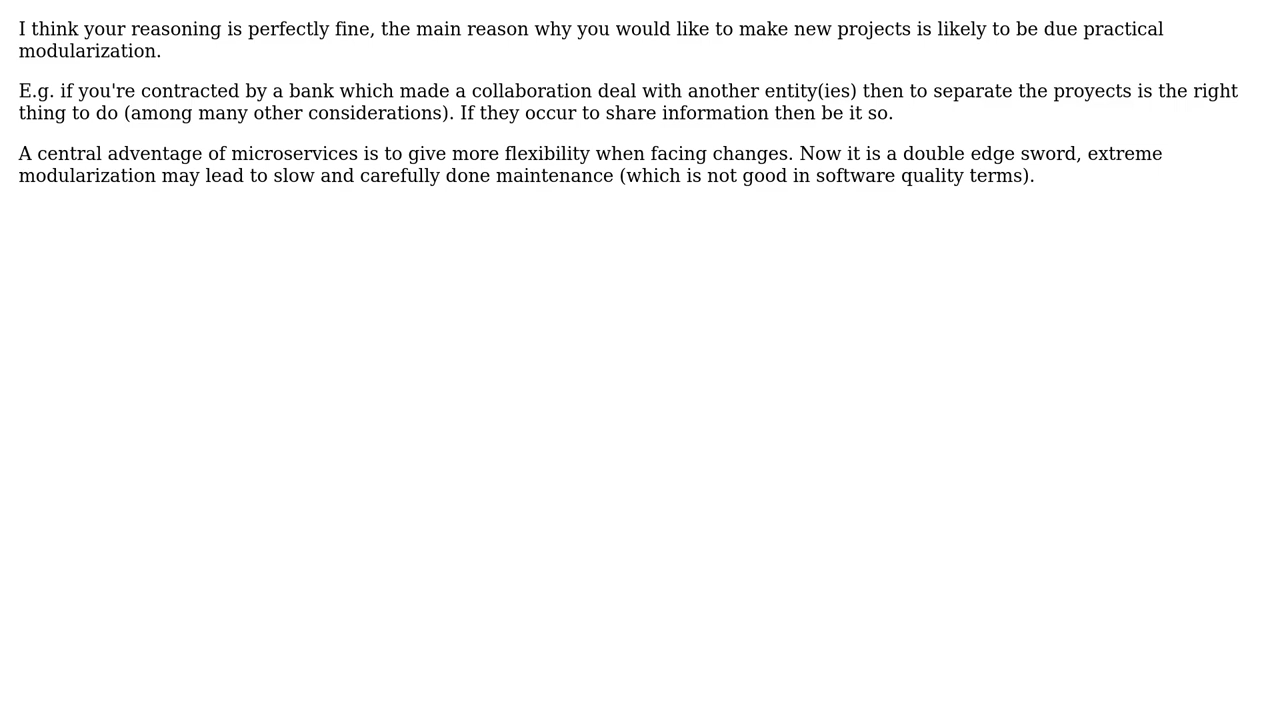 I think your reasoning is perfectly fine, the main reason why you would like to make new projects is likely to be due practical
modularization.
E.g. if you're contracted by a bank which made a collaboration deal with another entity(ies) then to separate the proyects is the right
thing to do (among many other considerations). If they occur to share information then be it so.
A central adventage of microservices is to give more flexibility when facing changes. Now it is a double edge sword, extreme
modularization may lead to slow and carefully done maintenance (which is not good in software quality terms).